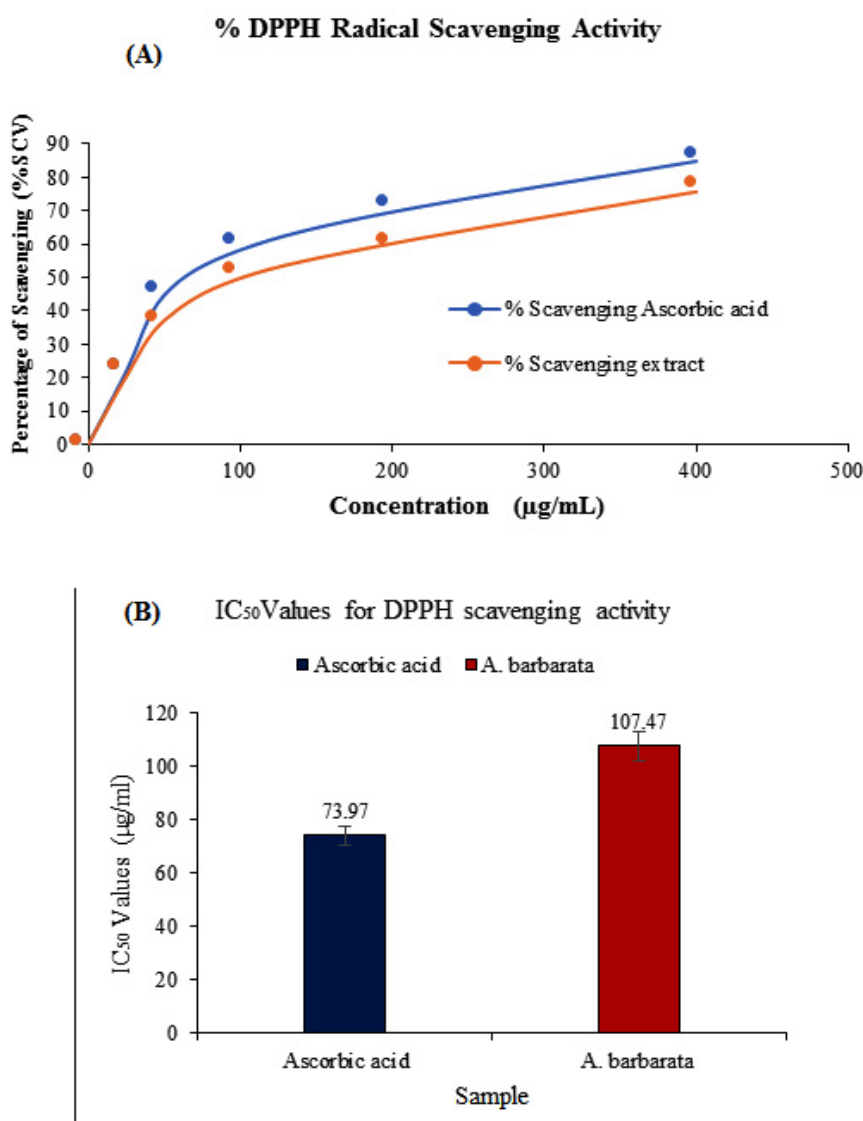 % DPPH Radical Scavenging Activity
(A)
Percentage of Scavenging (%SCV)
90
80
70
60
50
40
30
20
10
0
% Scavenging Ascorbic acid
% Scavenging extract
0 100 200 300 400 500
Concentration (µg/mL)
(B) IC₅₀Values for DPPH scavenging activity
Ascorbic acid A. barbarata
IC₅₀ Values (µg/ml)
120
100
80
60
40
20
0
73.97
107.47
Ascorbic acid A. barbarata
Sample